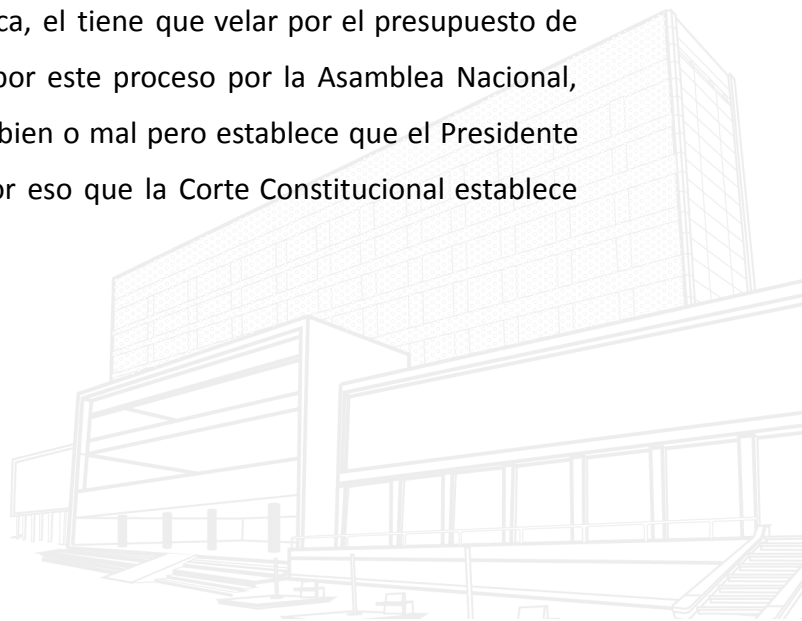 ca, el tiene que velar por el presupuesto de
por este proceso por la Asamblea Nacional,
bien o mal pero establece que el Presidente
or eso que la Corte Constitucional establece